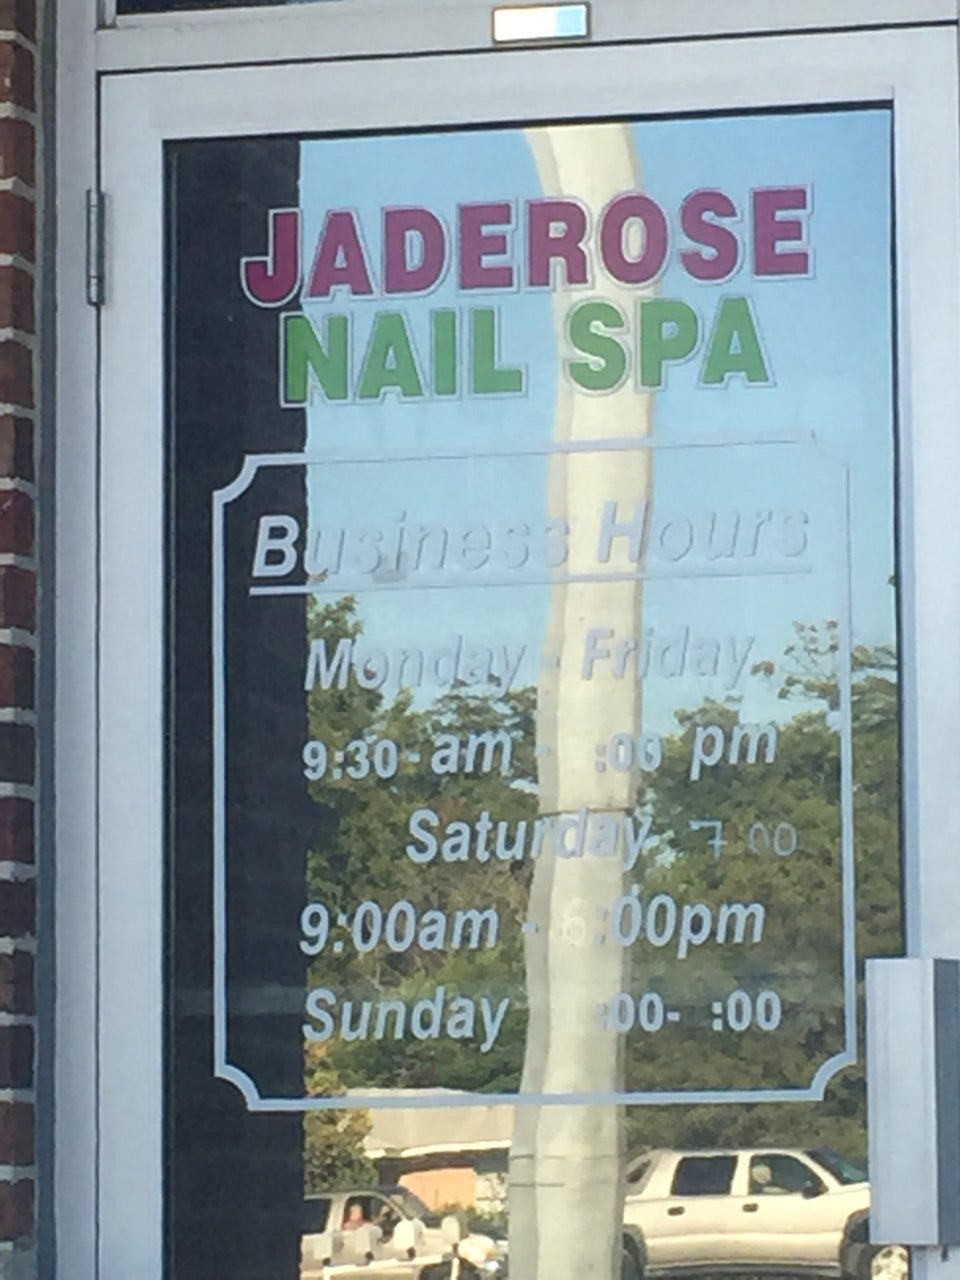 JADEROSE
NAIL SPA
Business Hours
Monday - Friday
9:30- am - :00 pm
Saturday 7 00
9:00am - 6:00pm
Sunday :00- :00